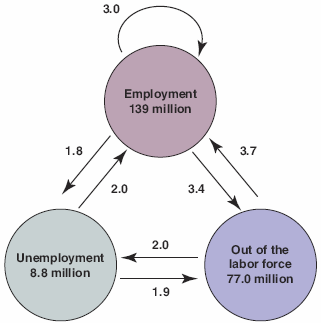 3.0
Employment
139 million
1.8
2.0
3.4
3.7
Unemployment
8.8 million
2.0
1.9
Out of the
labor force
77.0 million